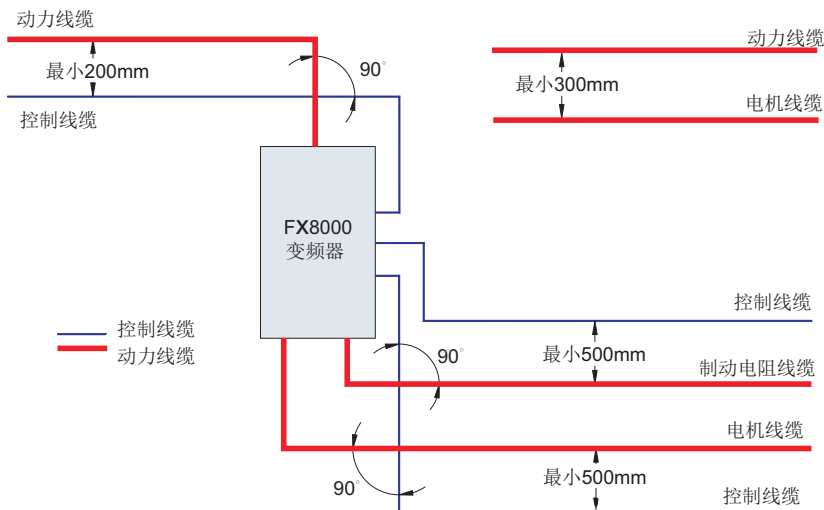 动力线缆
最小200mm
控制线缆
90°
动力线缆
最小300mm
电机线缆
FX8000
变频器
控制线缆
动力线缆
控制线缆
最小500mm
90°
制动电阻线缆
电机线缆
90°
最小500mm
控制线缆